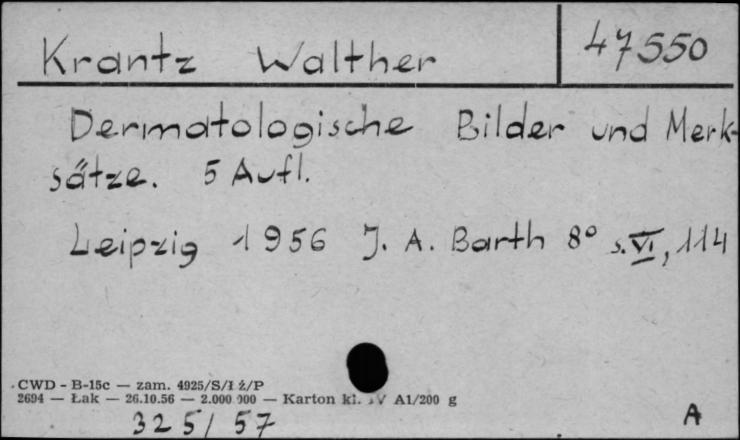 Krantz Walther 47550
Dermatologische Bilder und Merk-
sätze. 5 Aufl.
Leipzig 1956 J. A. Barth 8° s. VI, 114
CWD - B-15c — zam. 4925/S/I ż/P
2694 — Łak — 26.10.56 — 2.000.000 — Karton kl. IV A1/200 g
325/57
A